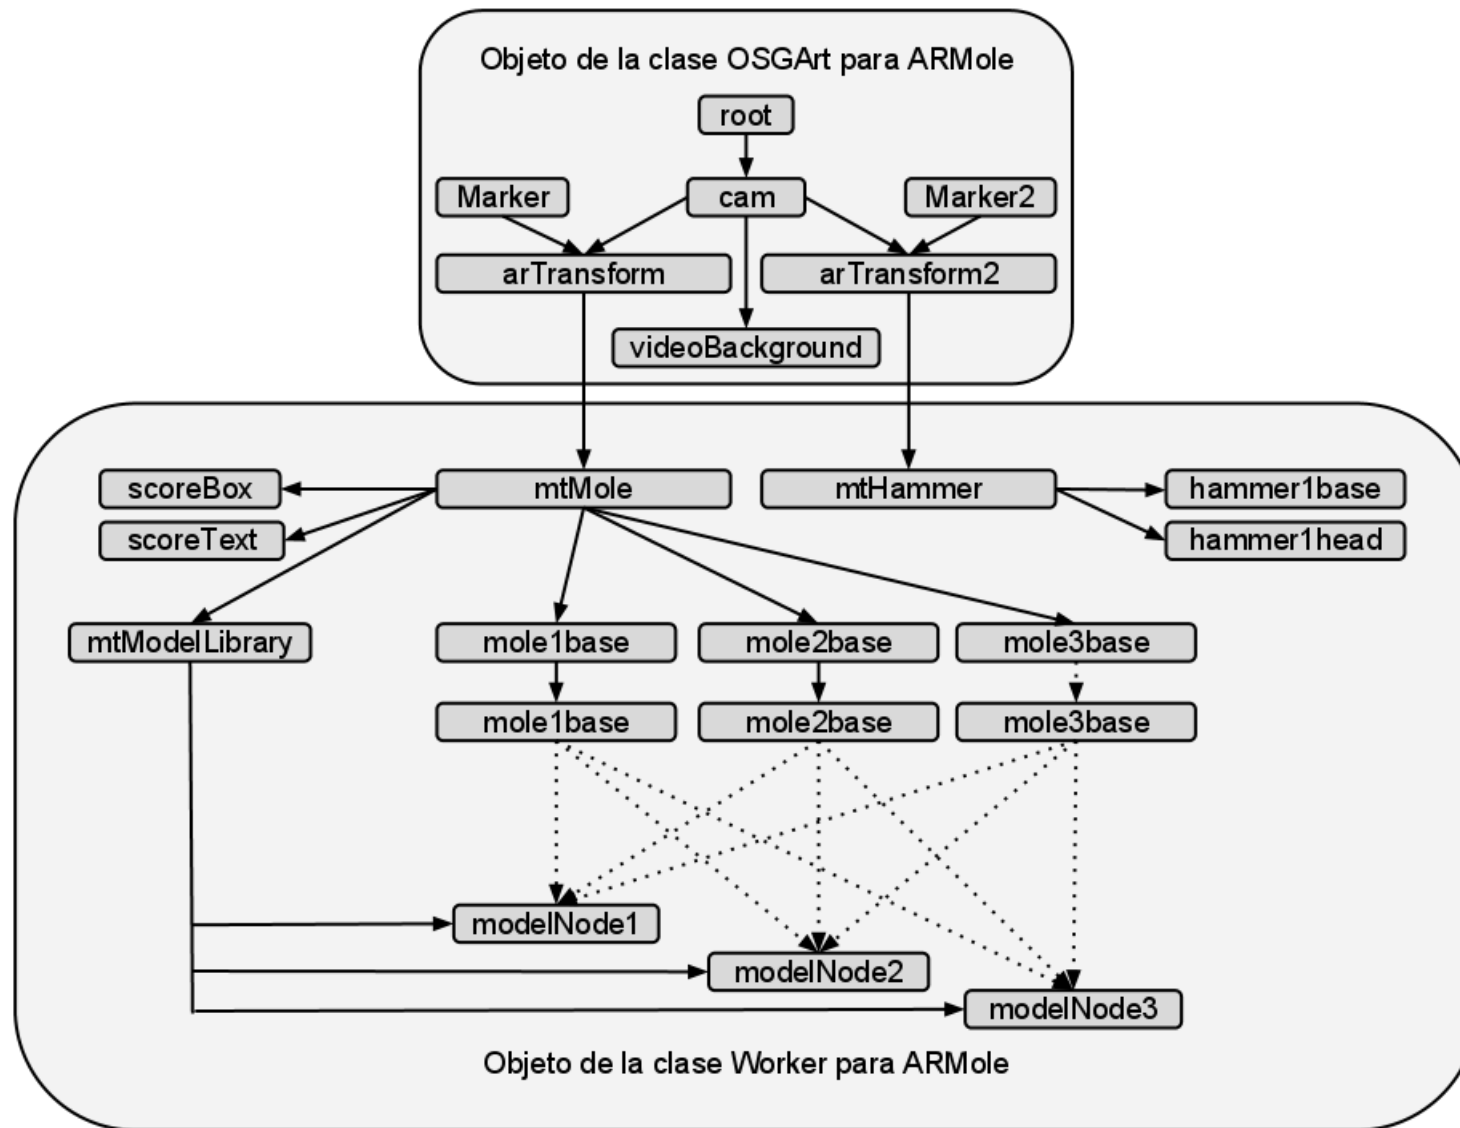 Objeto de la clase OSGArt para ARMole
root
Marker
cam
Marker2
arTransform
arTransform2
videoBackground
scoreBox
mtMole
mtHammer
hammer1base
scoreText
hammer1head
mtModelLibrary
mole1base
mole2base
mole3base
mole1base
mole2base
mole3base
modelNode1
modelNode2
modelNode3
Objeto de la clase Worker para ARMole